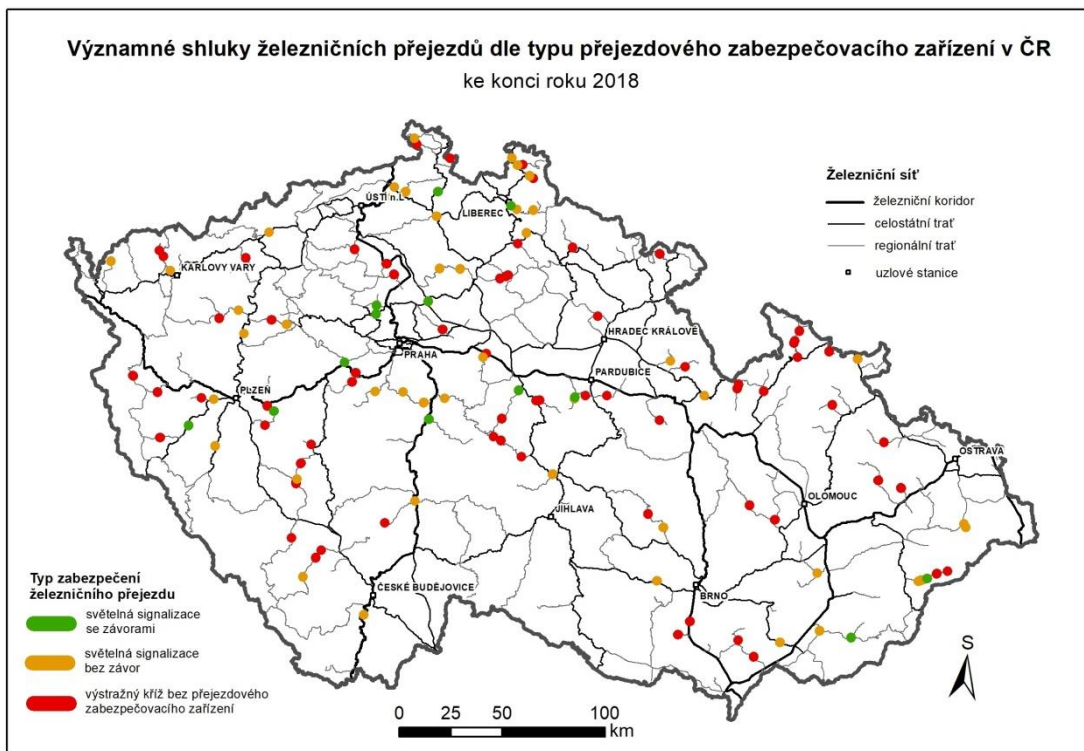 Významné shluky železničních přejezdů dle typu přejezdového zabezpečovacího zařízení v ČR
ke konci roku 2018
Železniční síť
železniční koridor
celostátní trať
regionální trať
uzlové stanice
ÚSTÍ n.L
LIBEREC
KARLOVY VARY
HRADEC KRÁLOVÉ
PRAHA
PARDUBICE
PLZEŇ
OSTRAVA
OLOMOUC
JIHLAVA
ČESKÉ BUDĚJOVICE
BRNO
Typ zabezpečení
železničního přejezdu
světelná signalizace
se závorami
světelná signalizace
bez závor
výstražný kříž bez přejezdového
zabezpečovacího zařízení
S
0 25 50 100
km